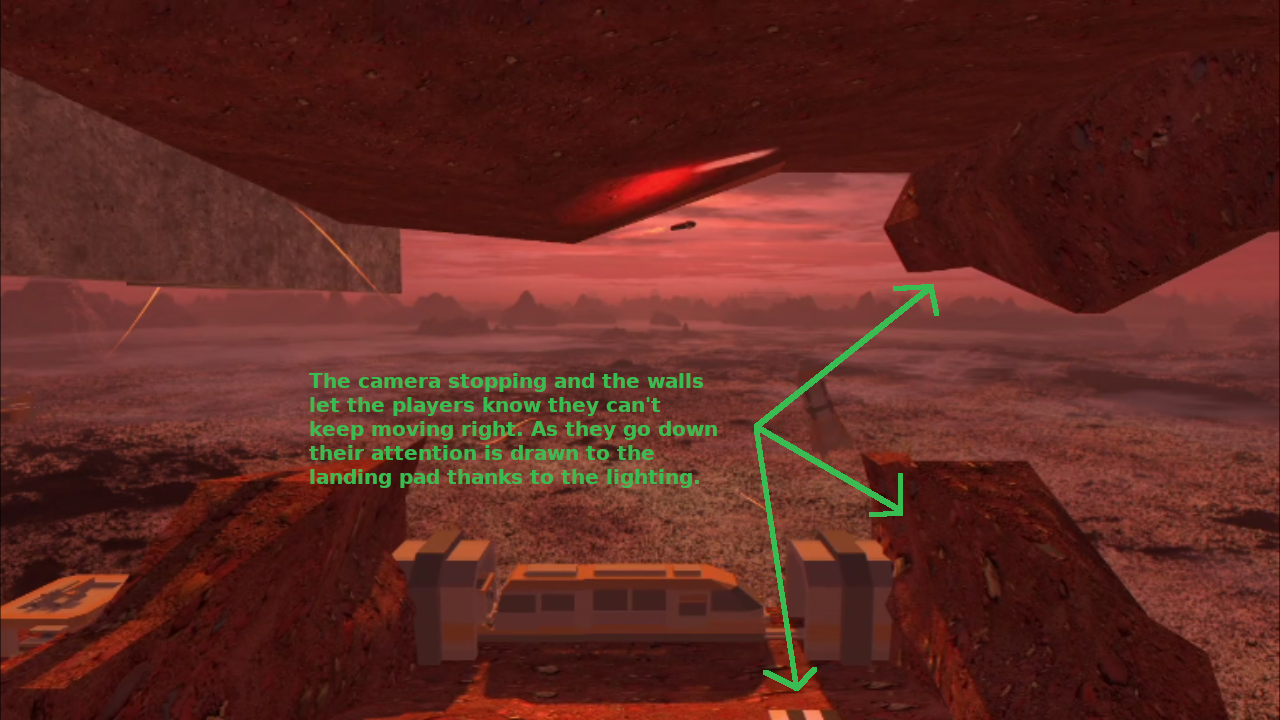 The camera stopping and the walls
let the players know they can't
keep moving right. As they go down
their attention is drawn to the
landing pad thanks to the lighting.